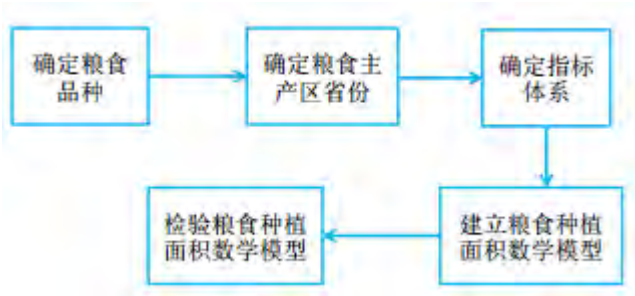 确定粮食
品种
确定粮食主
产区省份
确定指标
体系
建立粮食种植
面积数学模型
检验粮食种植
面积数学模型